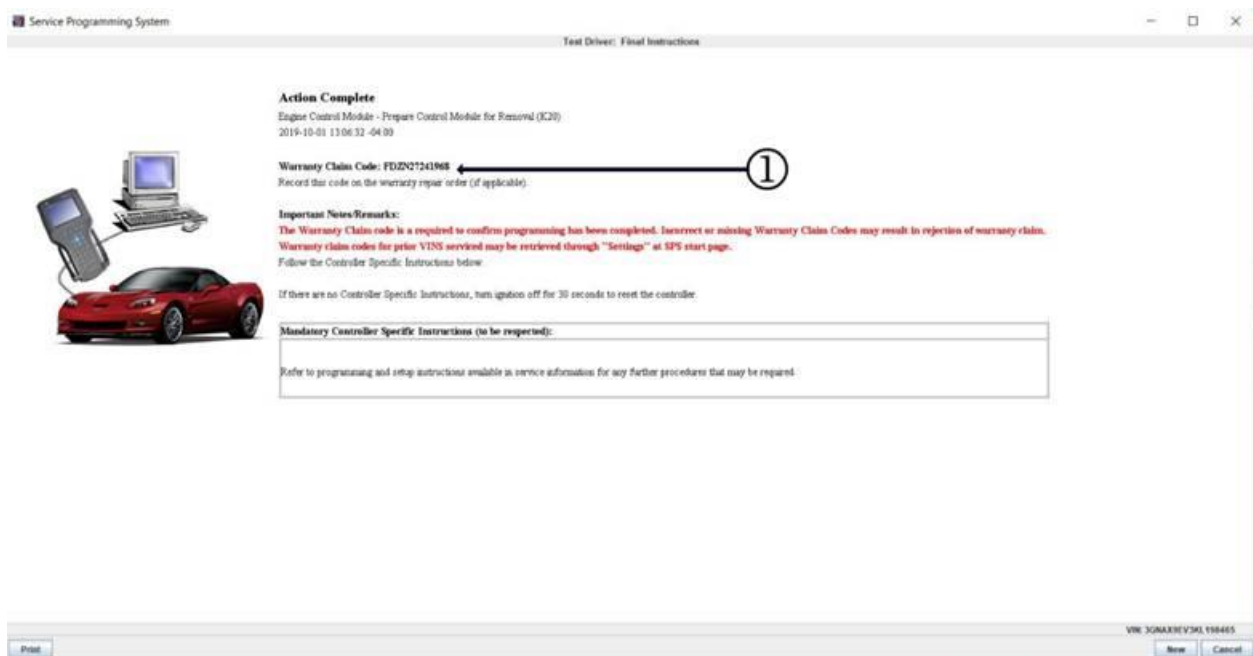 Service Programming System
Test Driver: Final Instructions
Action Complete
Engine Control Module - Prepare Control Module for Removal (K20)
2019-10-01 13:06:32 -04:00
Warranty Claim Code: FDZN27241968
①
Record this code on the warranty repair order (if applicable).
Important Notes/Remarks:
The Warranty Claim code is a required to confirm programming has been completed. Incorrect or missing Warranty Claim Codes may result in rejection of warranty claim.
Warranty claim codes for prior VINS serviced may be retrieved through "Settings" at SPS start page.
Follow the Controller Specific Instructions below
If there are no Controller Specific Instructions, turn ignition off for 30 seconds to reset the controller.
Mandatory Controller Specific Instructions (to be respected):
Refer to programming and setup instructions available in service information for any further procedures that may be required
VIN:
Print
New
Cancel